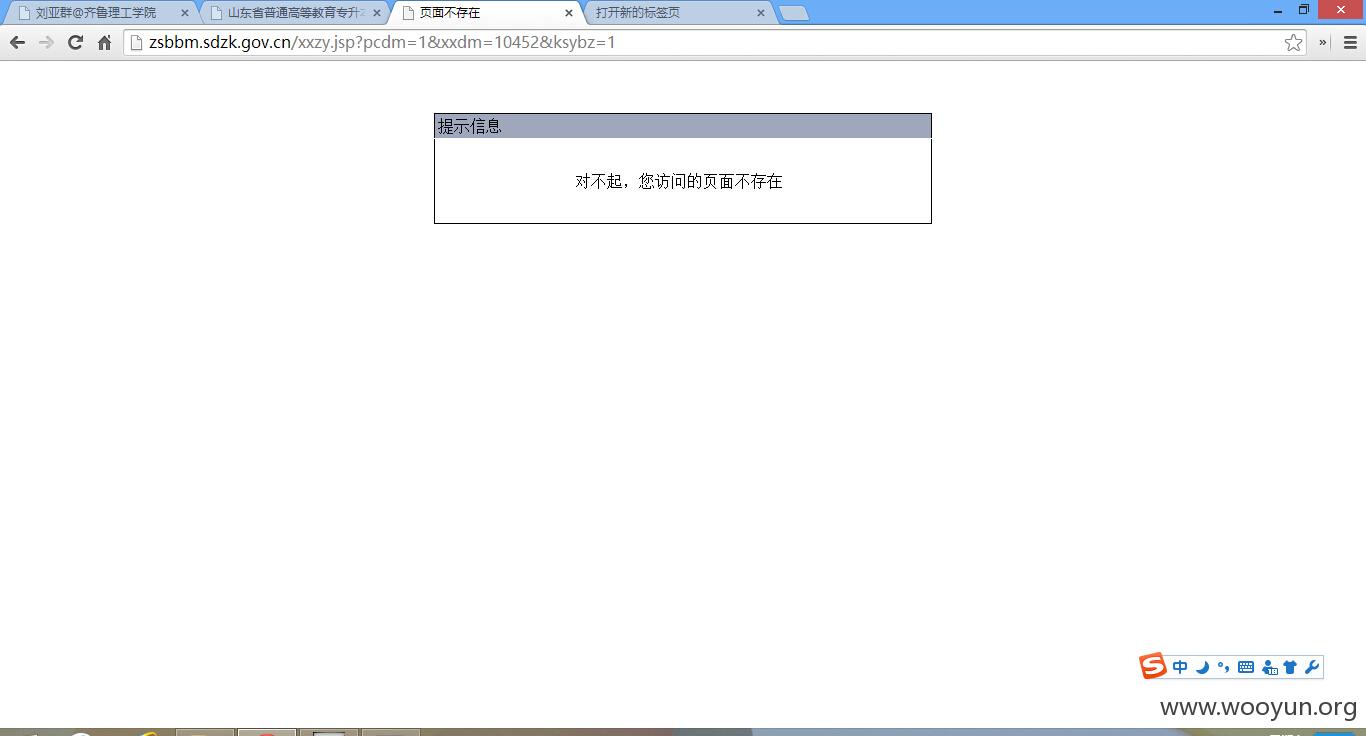 刘亚群@齐鲁理工学院
山东省普通高等教育专升
页面不存在
打开新的标签页
zsbbm.sdzk.gov.cn/xxzy.jsp?pcdm=1&xxdm=10452&ksybz=1
提示信息
对不起，您访问的页面不存在
中
www.wooyun.org